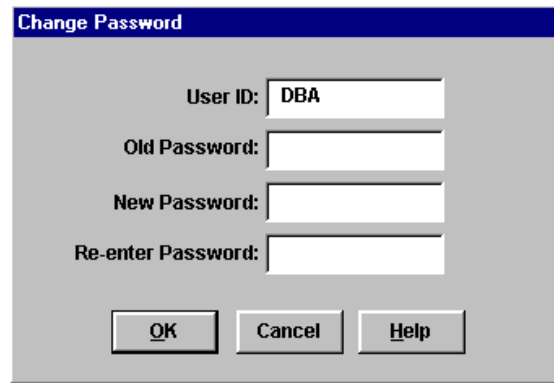 Change Password
User ID: DBA
Old Password:
New Password:
Re-enter Password:
OK Cancel Help